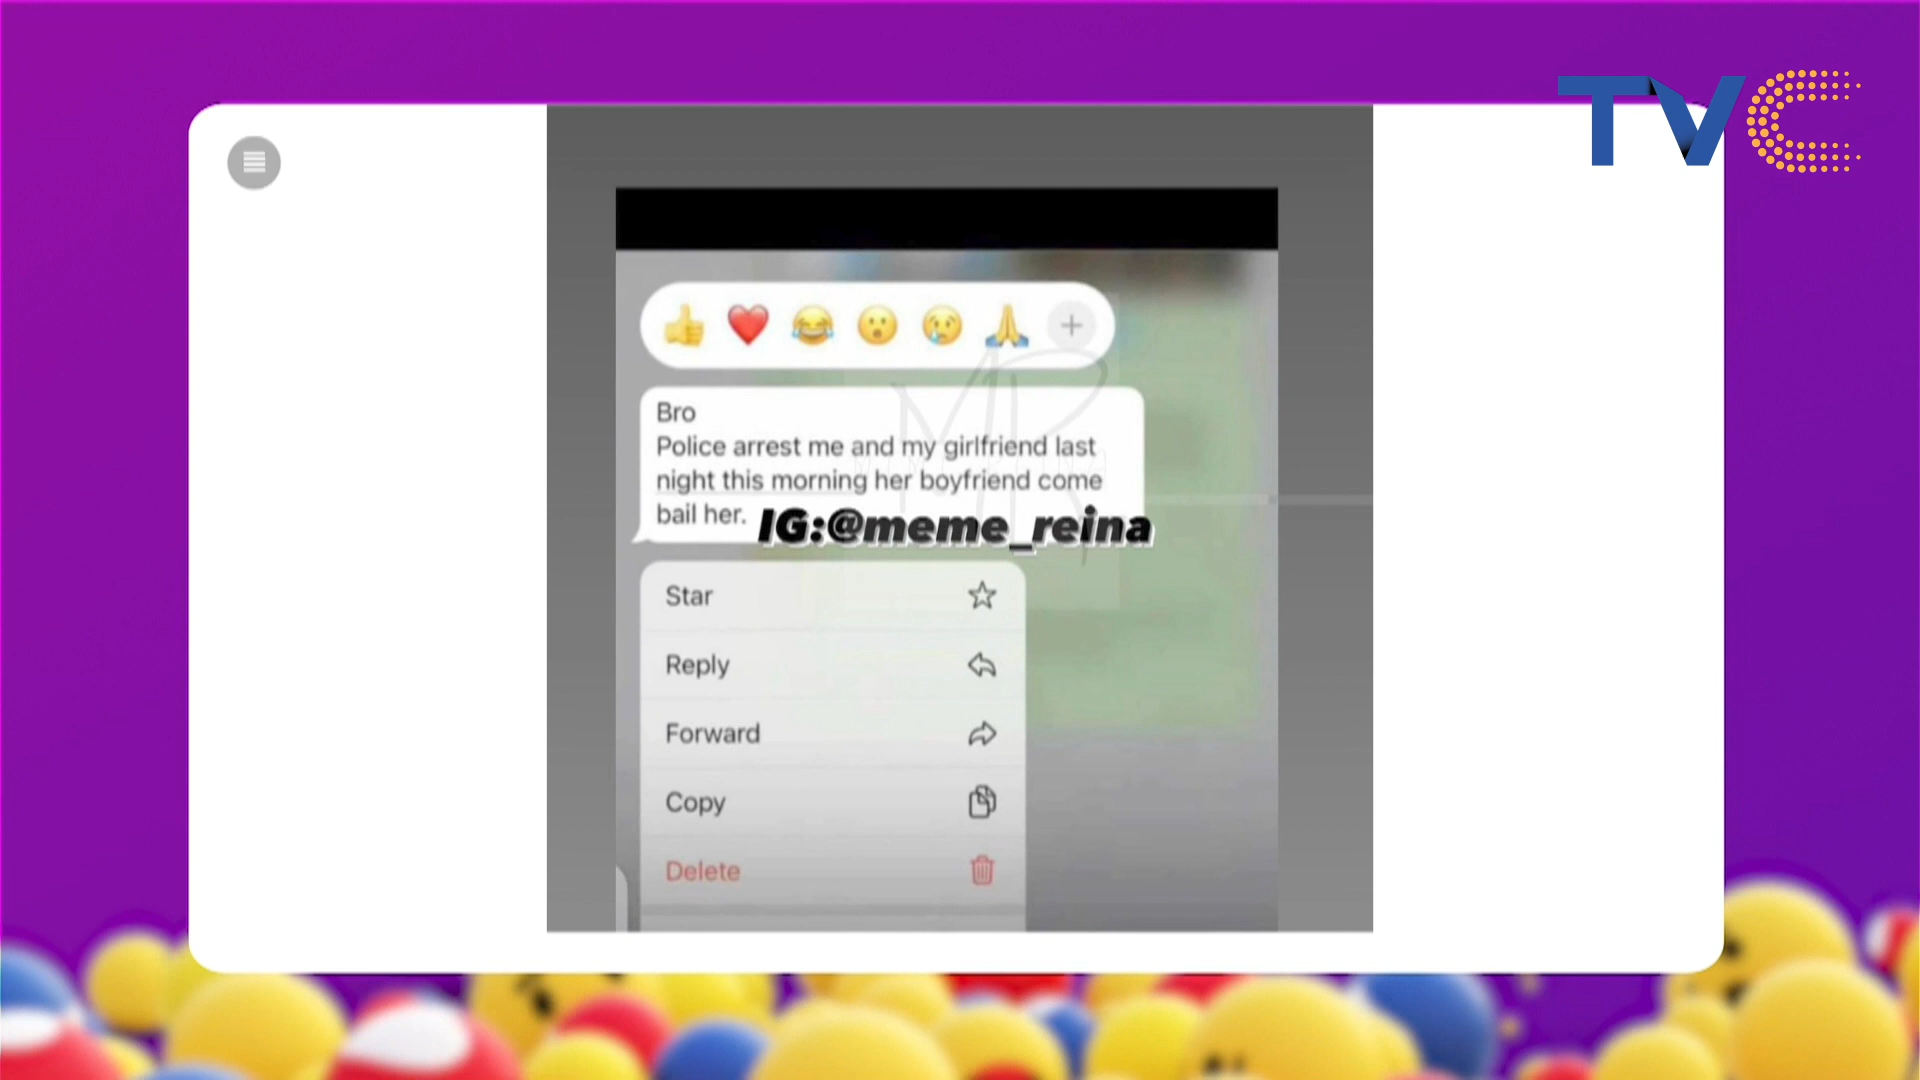 TVC
Bro
Police arrest me and my girlfriend last
night this morning her boyfriend come
bail her.
IG:@meme_reina
Star
Reply
Forward
Copy
Delete